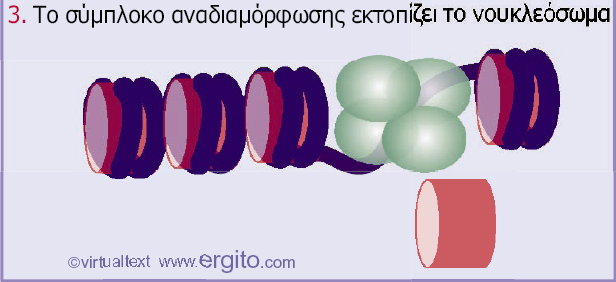 3. Το σύμπλοκο αναδιαμόρφωσης εκτοπίζει το νουκλεόσωμα
©virtualtext www.ergito.com